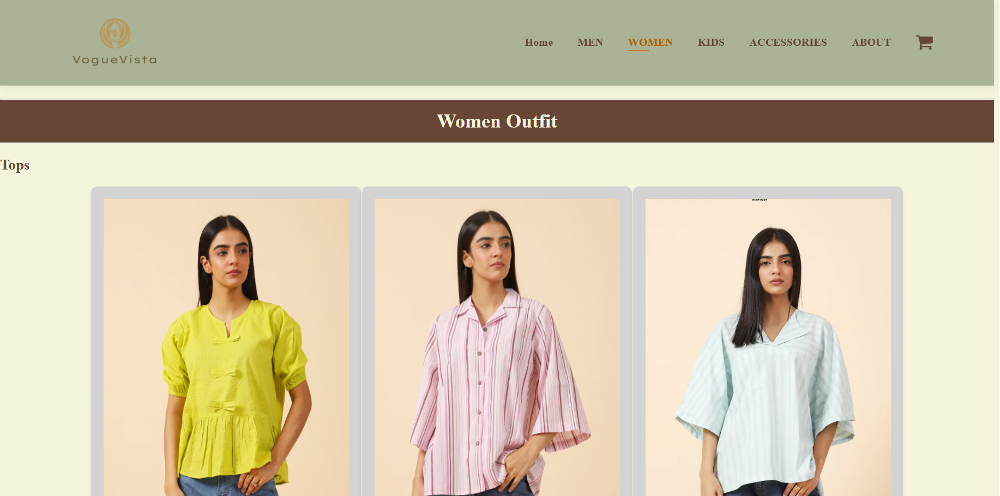 VogueVista
Home MEN WOMEN KIDS ACCESSORIES ABOUT
Women Outfit
Tops